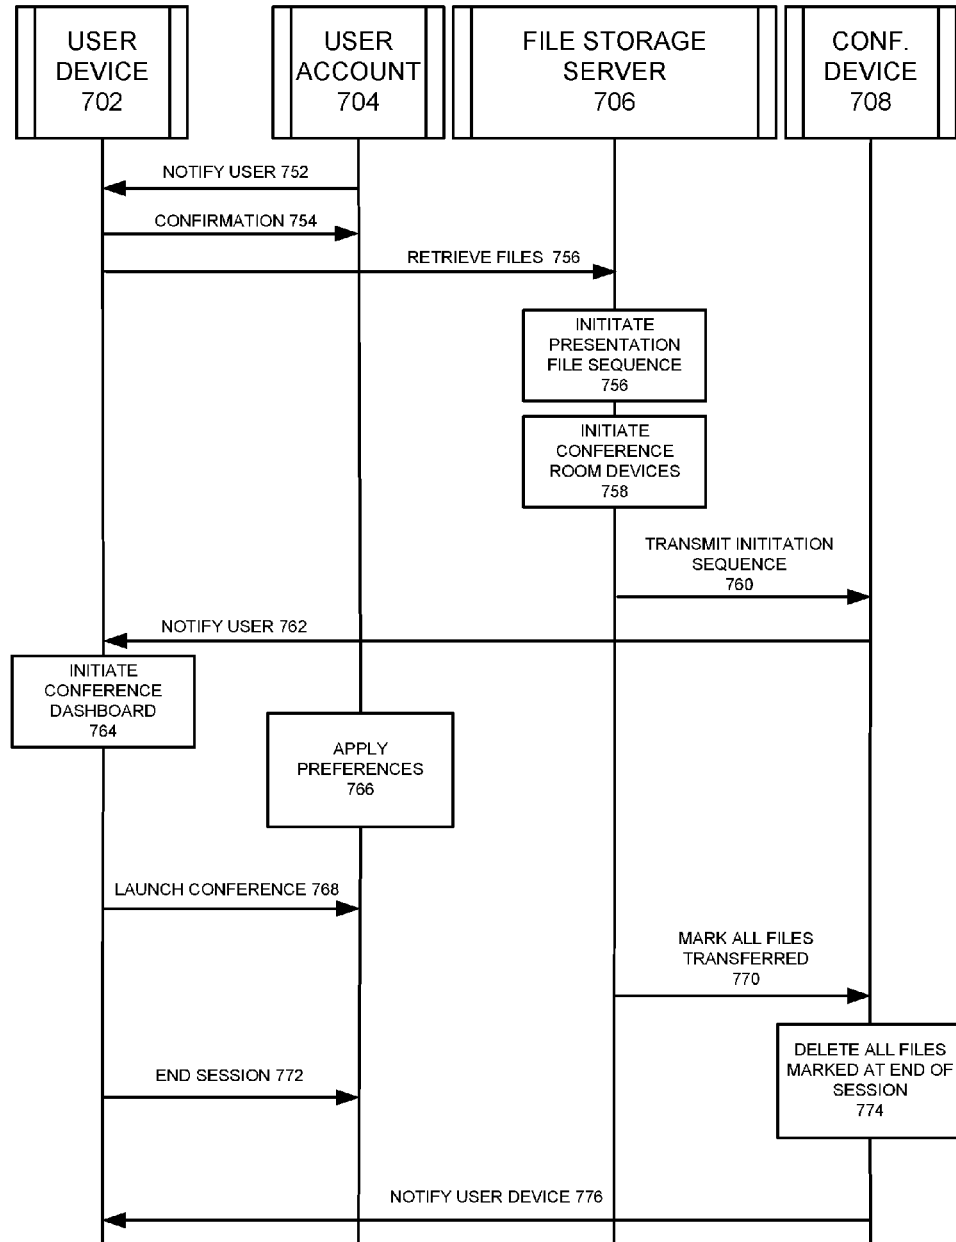 USER
DEVICE
702
USER
ACCOUNT
704
FILE STORAGE
SERVER
706
CONF.
DEVICE
708
NOTIFY USER 752
CONFIRMATION 754
RETRIEVE FILES 756
INITITATE
PRESENTATION
FILE SEQUENCE
756
INITIATE
CONFERENCE
ROOM DEVICES
758
TRANSMIT INITITATION
SEQUENCE
760
NOTIFY USER 762
INITIATE
CONFERENCE
DASHBOARD
764
APPLY
PREFERENCES
766
LAUNCH CONFERENCE 768
MARK ALL FILES
TRANSFERRED
770
DELETE ALL FILES
MARKED AT END OF
SESSION
774
END SESSION 772
NOTIFY USER DEVICE 776